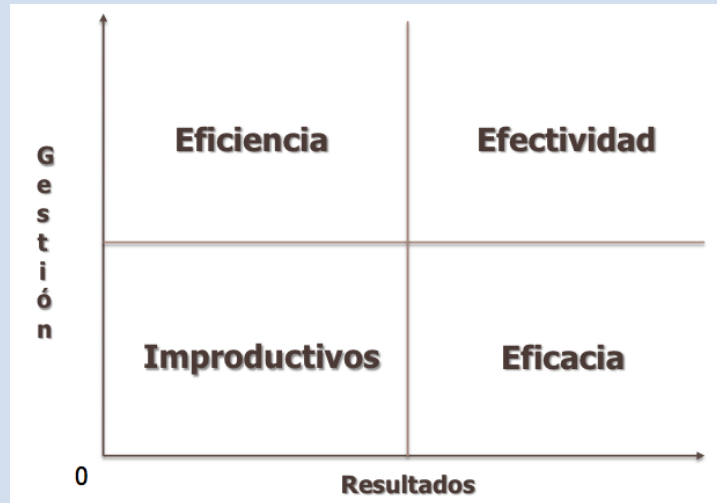 Eficiencia
Efectividad
Gestión
Improductivos
Eficacia
0
Resultados